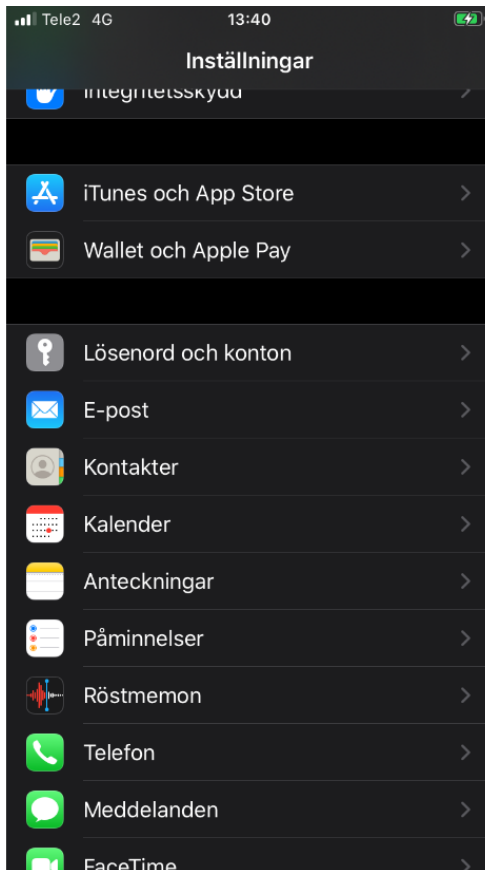 Tele2 4G 13:40
Inställningar
Integritetsskydd
iTunes och App Store
Wallet och Apple Pay
Lösenord och konton
E-post
Kontakter
Kalender
Anteckningar
Påminnelser
Röstmemon
Telefon
Meddelanden
FaceTime